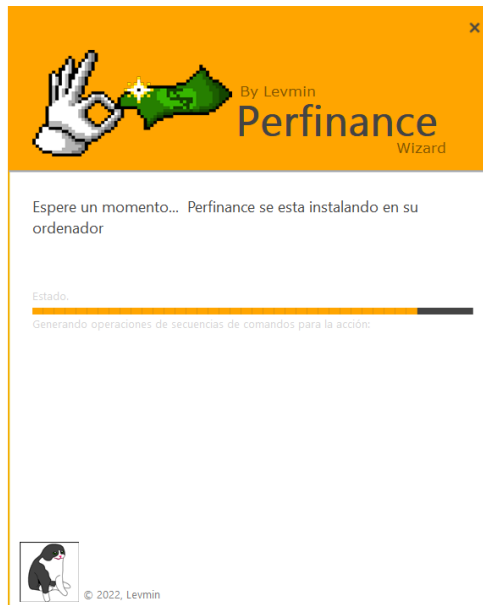 ×
By Levmin
Perfinance
Wizard
Espere un momento... Perfinance se esta instalando en su
ordenador
Estado.
Generando operaciones de secuencias de comandos para la acción:
© 2022, Levmin